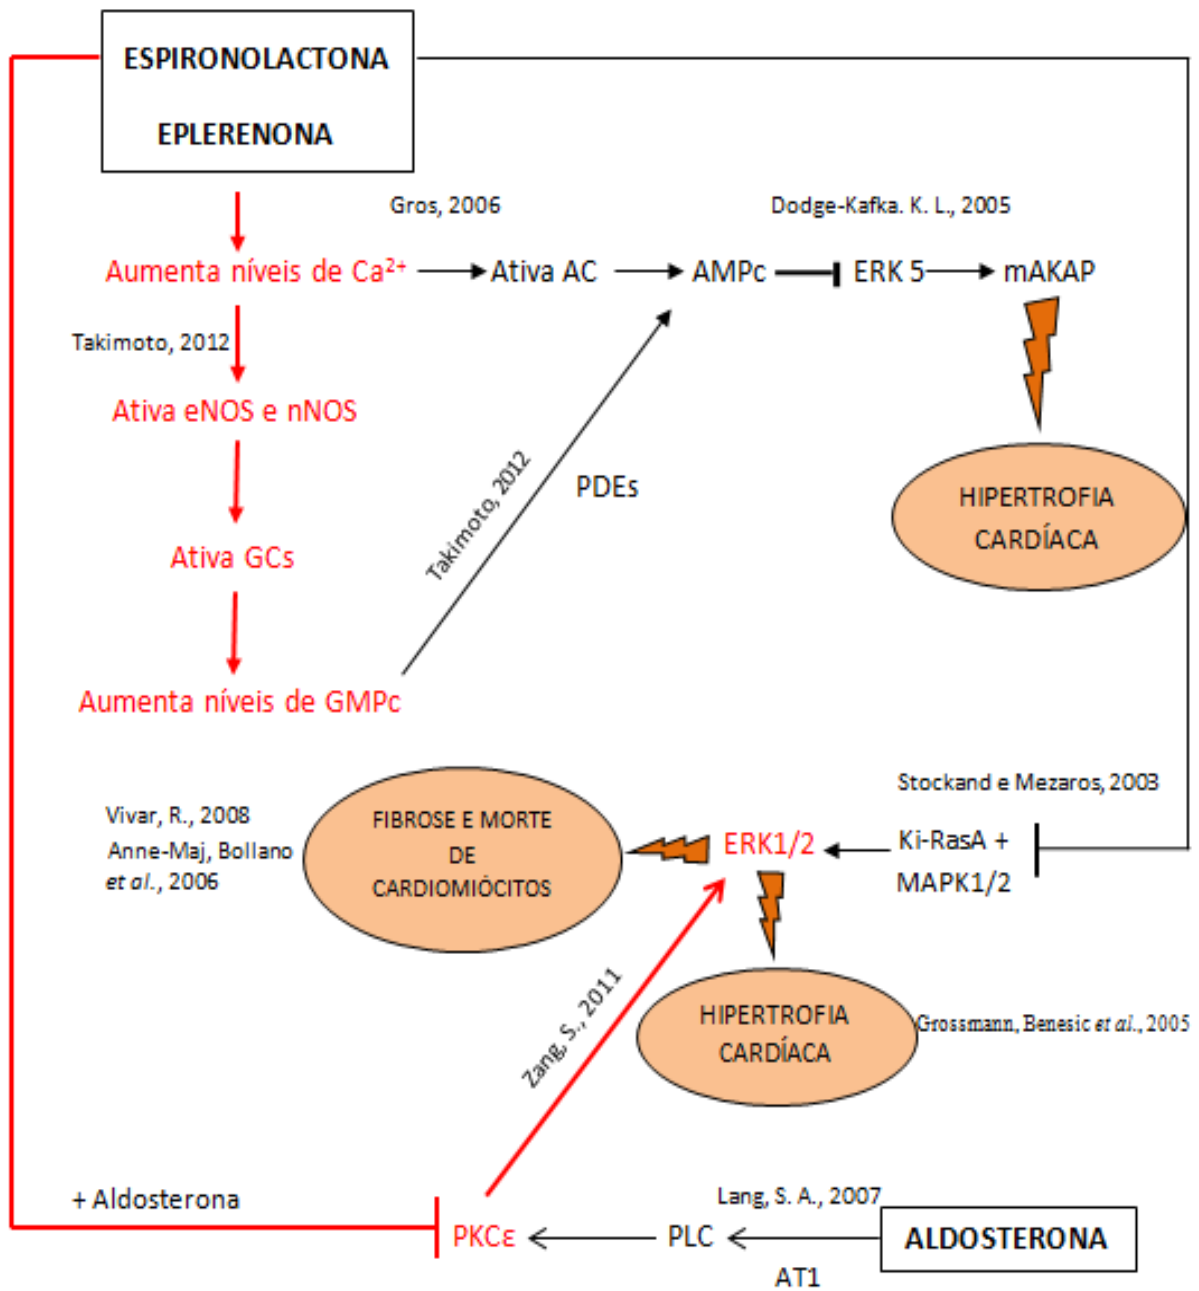 ESPIRONOLACTONA
EPLERENONA
Gros, 2006
Dodge-Kafka. K. L., 2005
Aumenta níveis de Ca²⁺
Ativa AC
AMPc
ERK 5
mAKAP
Takimoto, 2012
Ativa eNOS e nNOS
Takimoto, 2012
PDEs
HIPERTROFIA
CARDÍACA
Ativa GCs
Aumenta níveis de GMPc
Stockand e Mezaros, 2003
Vivar, R., 2008
Anne-Maj, Bollano
et al., 2006
FIBROSE E MORTE
DE
CARDIOMIÓCITOS
ERK1/2
Ki-RasA +
MAPK1/2
Zang, S., 2011
HIPERTROFIA
CARDÍACA
Grossmann, Benesic et al., 2005
+ Aldosterona
Lang, S. A., 2007
PKCε
PLC
ALDOSTERONA
AT1